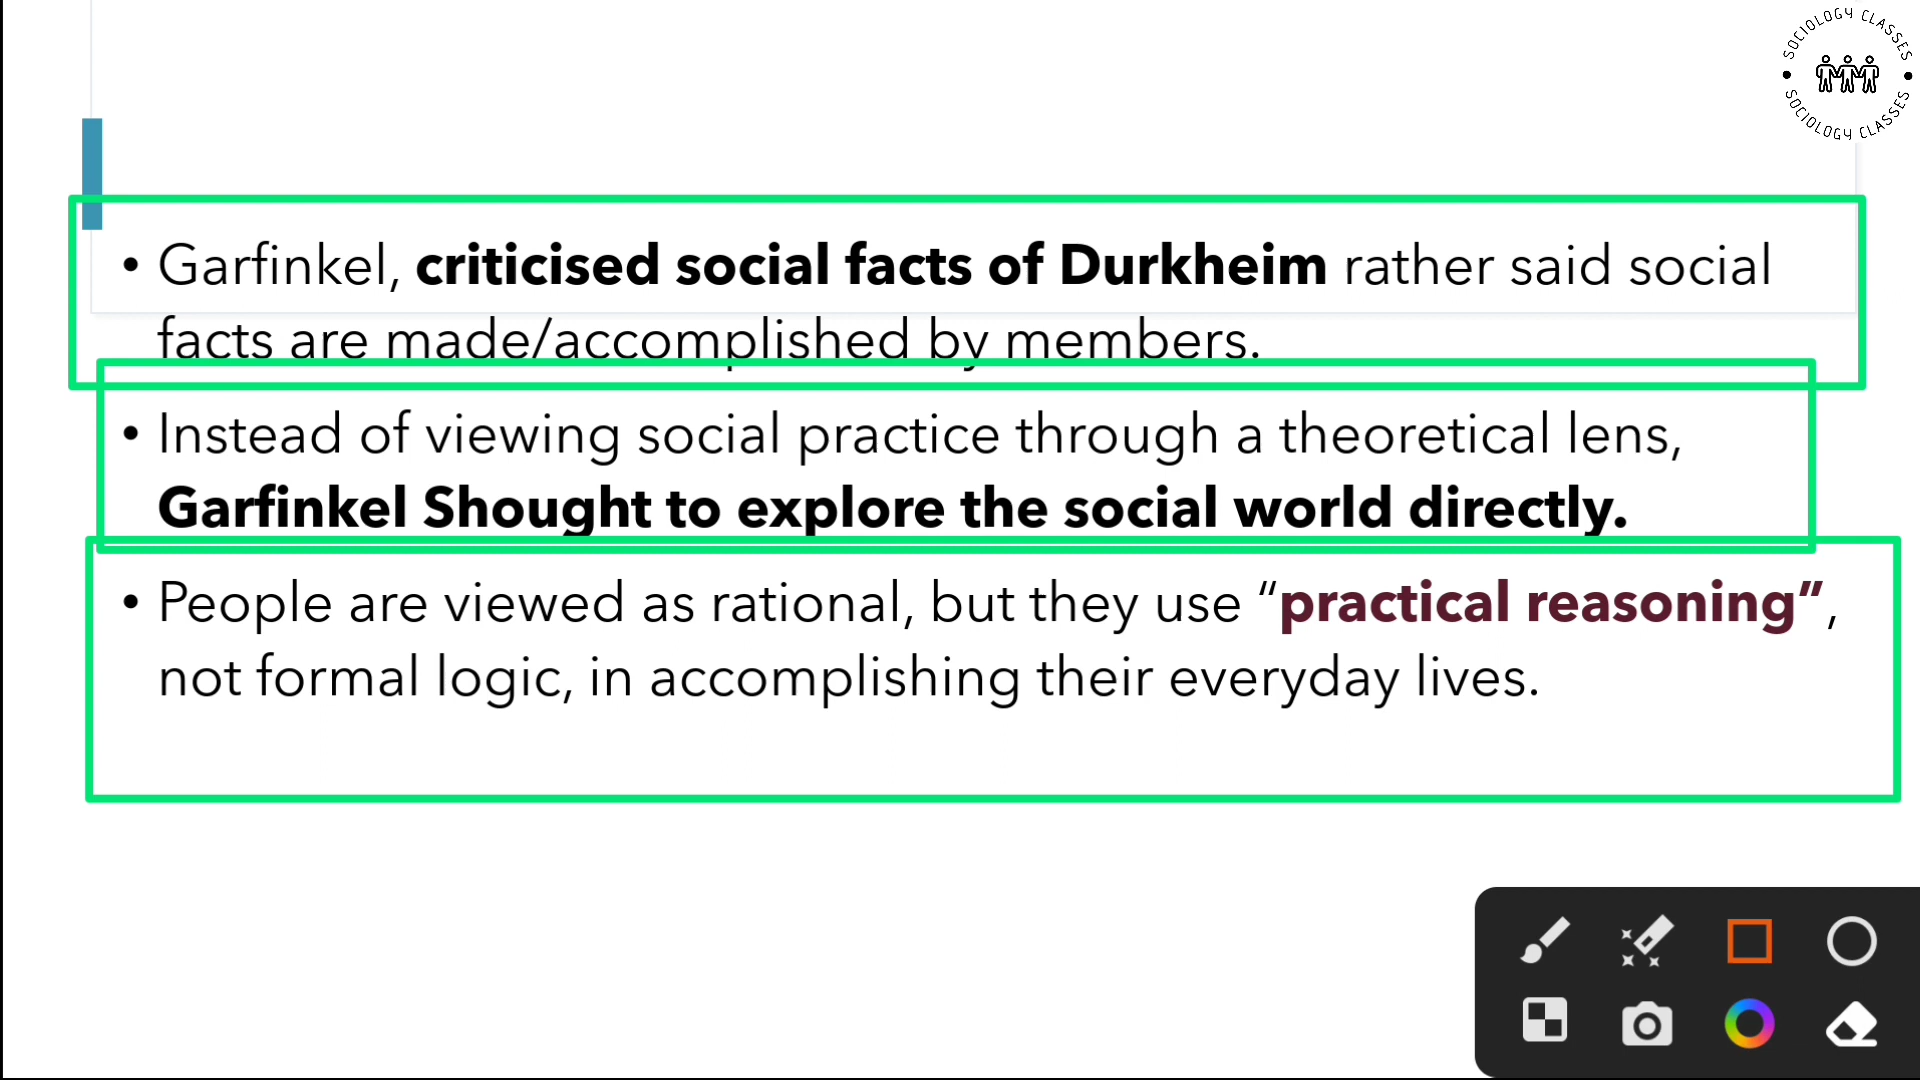 SOCIOLOGY CLASSES
SOCIOLOGY CLASSES
• Garfinkel, criticised social facts of Durkheim rather said social
facts are made/accomplished by members.
• Instead of viewing social practice through a theoretical lens,
Garfinkel Shought to explore the social world directly.
• People are viewed as rational, but they use “practical reasoning”,
not formal logic, in accomplishing their everyday lives.